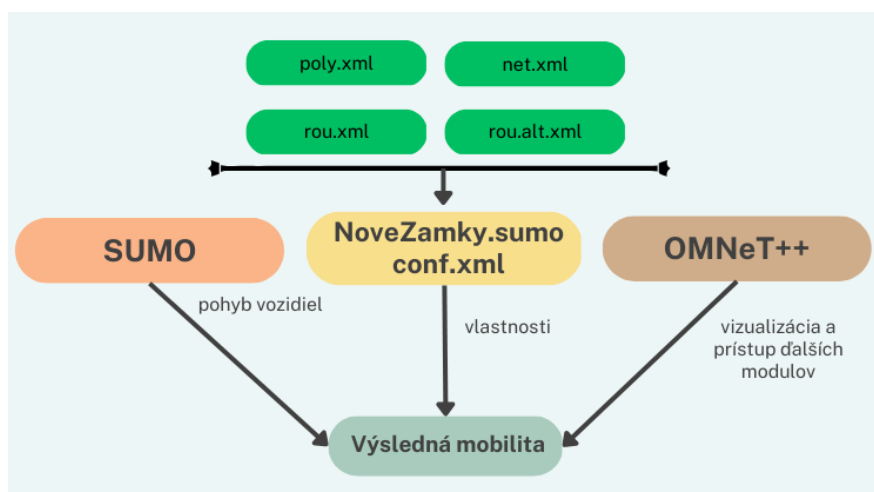 poly.xml
net.xml
rou.xml
rou.alt.xml
SUMO
NoveZamky.sumo
conf.xml
OMNeT++
pohyb vozidiel
vlastnosti
vizualizácia a
prístup ďalších
modulov
Výsledná mobilita